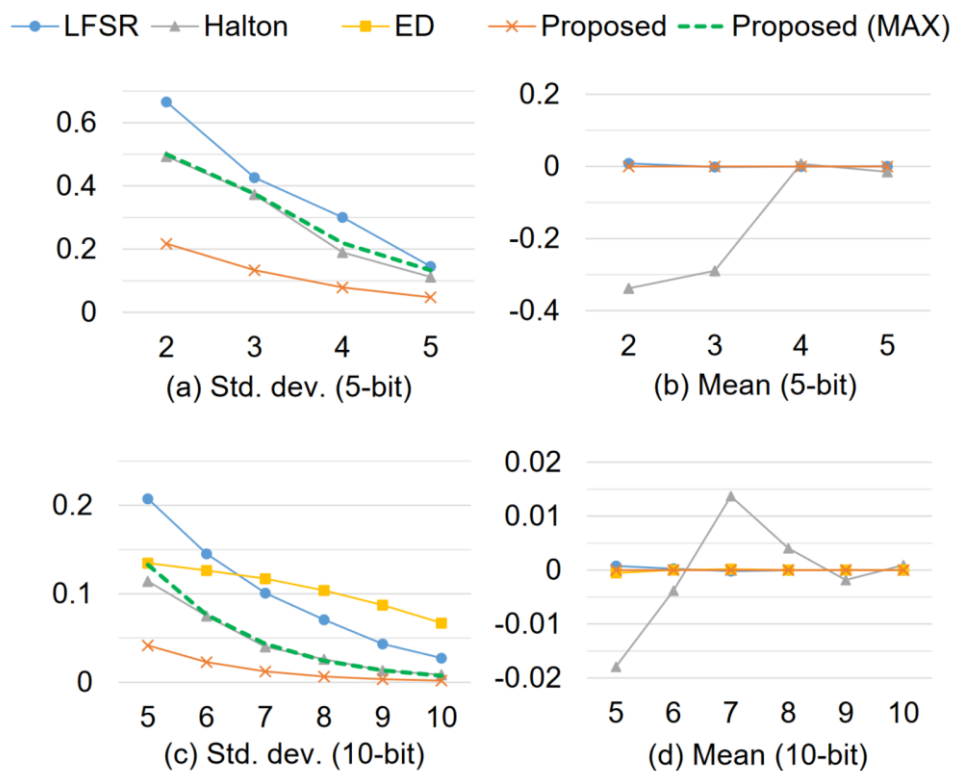 LFSR Halton ED Proposed Proposed (MAX)
0.6
0.4
0.2
0
2 3 4 5
(a) Std. dev. (5-bit)
0.2
0
-0.2
-0.4
2 3 4 5
(b) Mean (5-bit)
0.2
0.1
0
5 6 7 8 9 10
(c) Std. dev. (10-bit)
0.02
0.01
0
-0.01
-0.02
5 6 7 8 9 10
(d) Mean (10-bit)